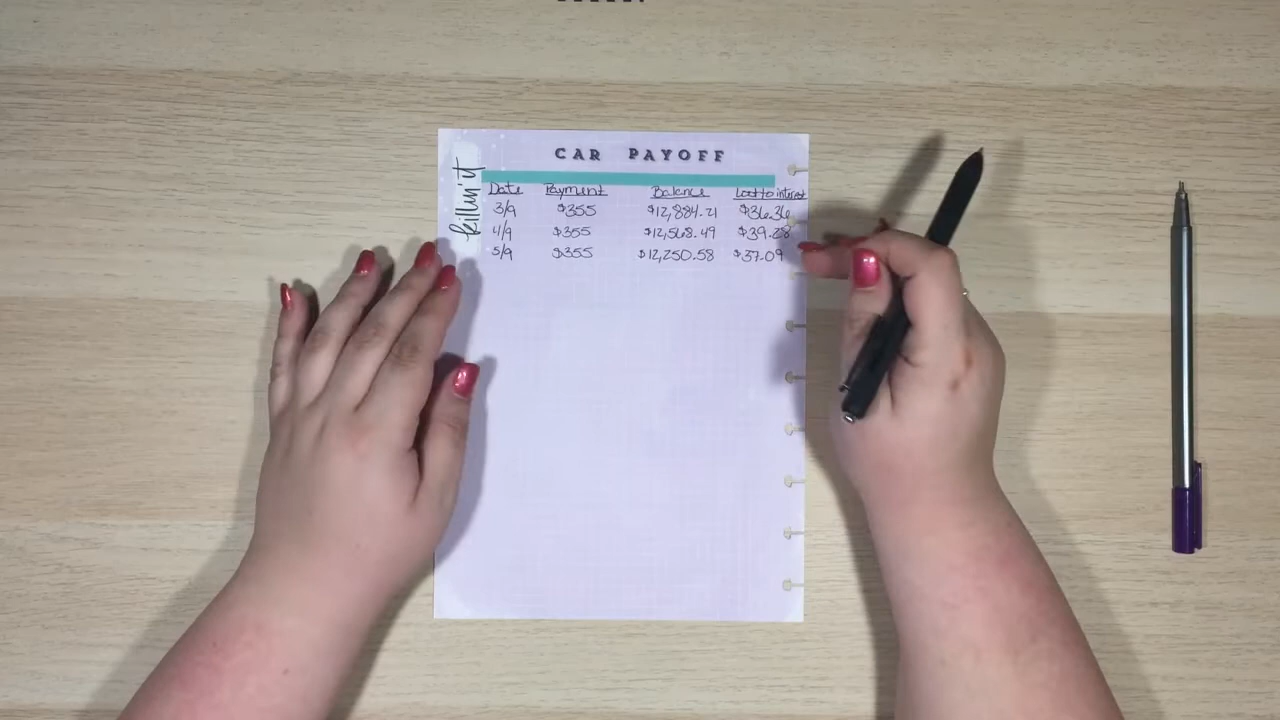 CAR PAYOFF
killin' it
Date Payment Balance Lost to interest
3/9 $355 $12,884.21 $36.36
4/9 $355 $12,568.49 $39.28
5/9 $355 $12,250.58 $37.09